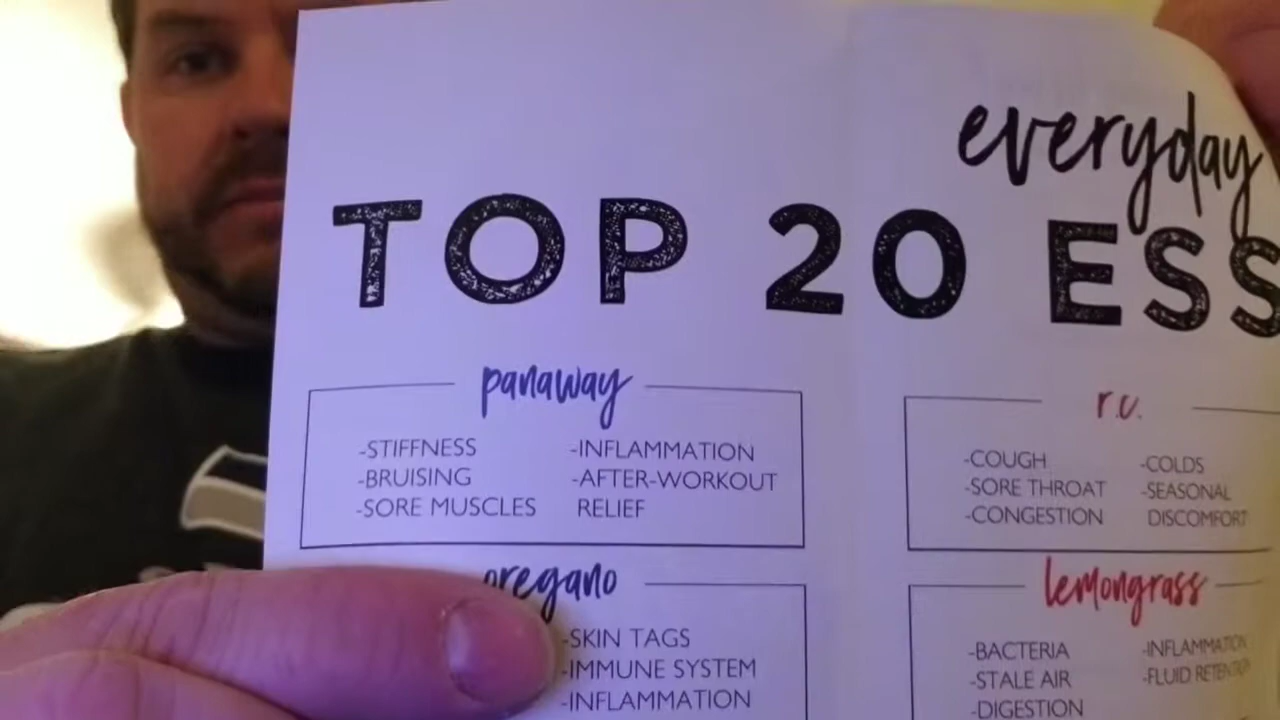 everyday
TOP 20 ESS
panaway
-STIFFNESS
-BRUISING
-SORE MUSCLES
-INFLAMMATION
-AFTER-WORKOUT
RELIEF
r.c.
-COUGH
-SORE THROAT
-CONGESTION
-COLDS
-SEASONAL
DISCOMFORT
oregano
-SKIN TAGS
-IMMUNE SYSTEM
-INFLAMMATION
lemongrass
-BACTERIA
-STALE AIR
-DIGESTION
-INFLAMMATION
-FLUID RETENTION